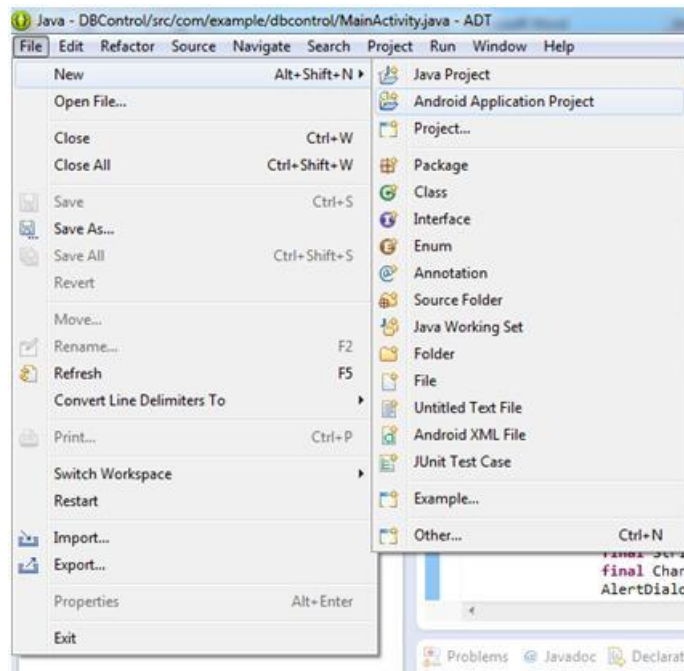 Java - DBControl/src/com/example/dbcontrol/MainActivity.java - ADT
File Edit Refactor Source Navigate Search Project Run Window Help
New Alt+Shift+N
Open File...
Close Ctrl+W
Close All Ctrl+Shift+W
Save Ctrl+S
Save As...
Save All Ctrl+Shift+S
Revert
Move...
Rename... F2
Refresh F5
Convert Line Delimiters To
Print... Ctrl+P
Switch Workspace
Restart
Import...
Export...
Properties Alt+Enter
Exit
Java Project
Android Application Project
Project...
Package
Class
Interface
Enum
Annotation
Source Folder
Java Working Set
Folder
File
Untitled Text File
Android XML File
JUnit Test Case
Example...
Other... Ctrl+N
final Stri
final Char
AlertDialo
Problems @ Javadoc Declarat